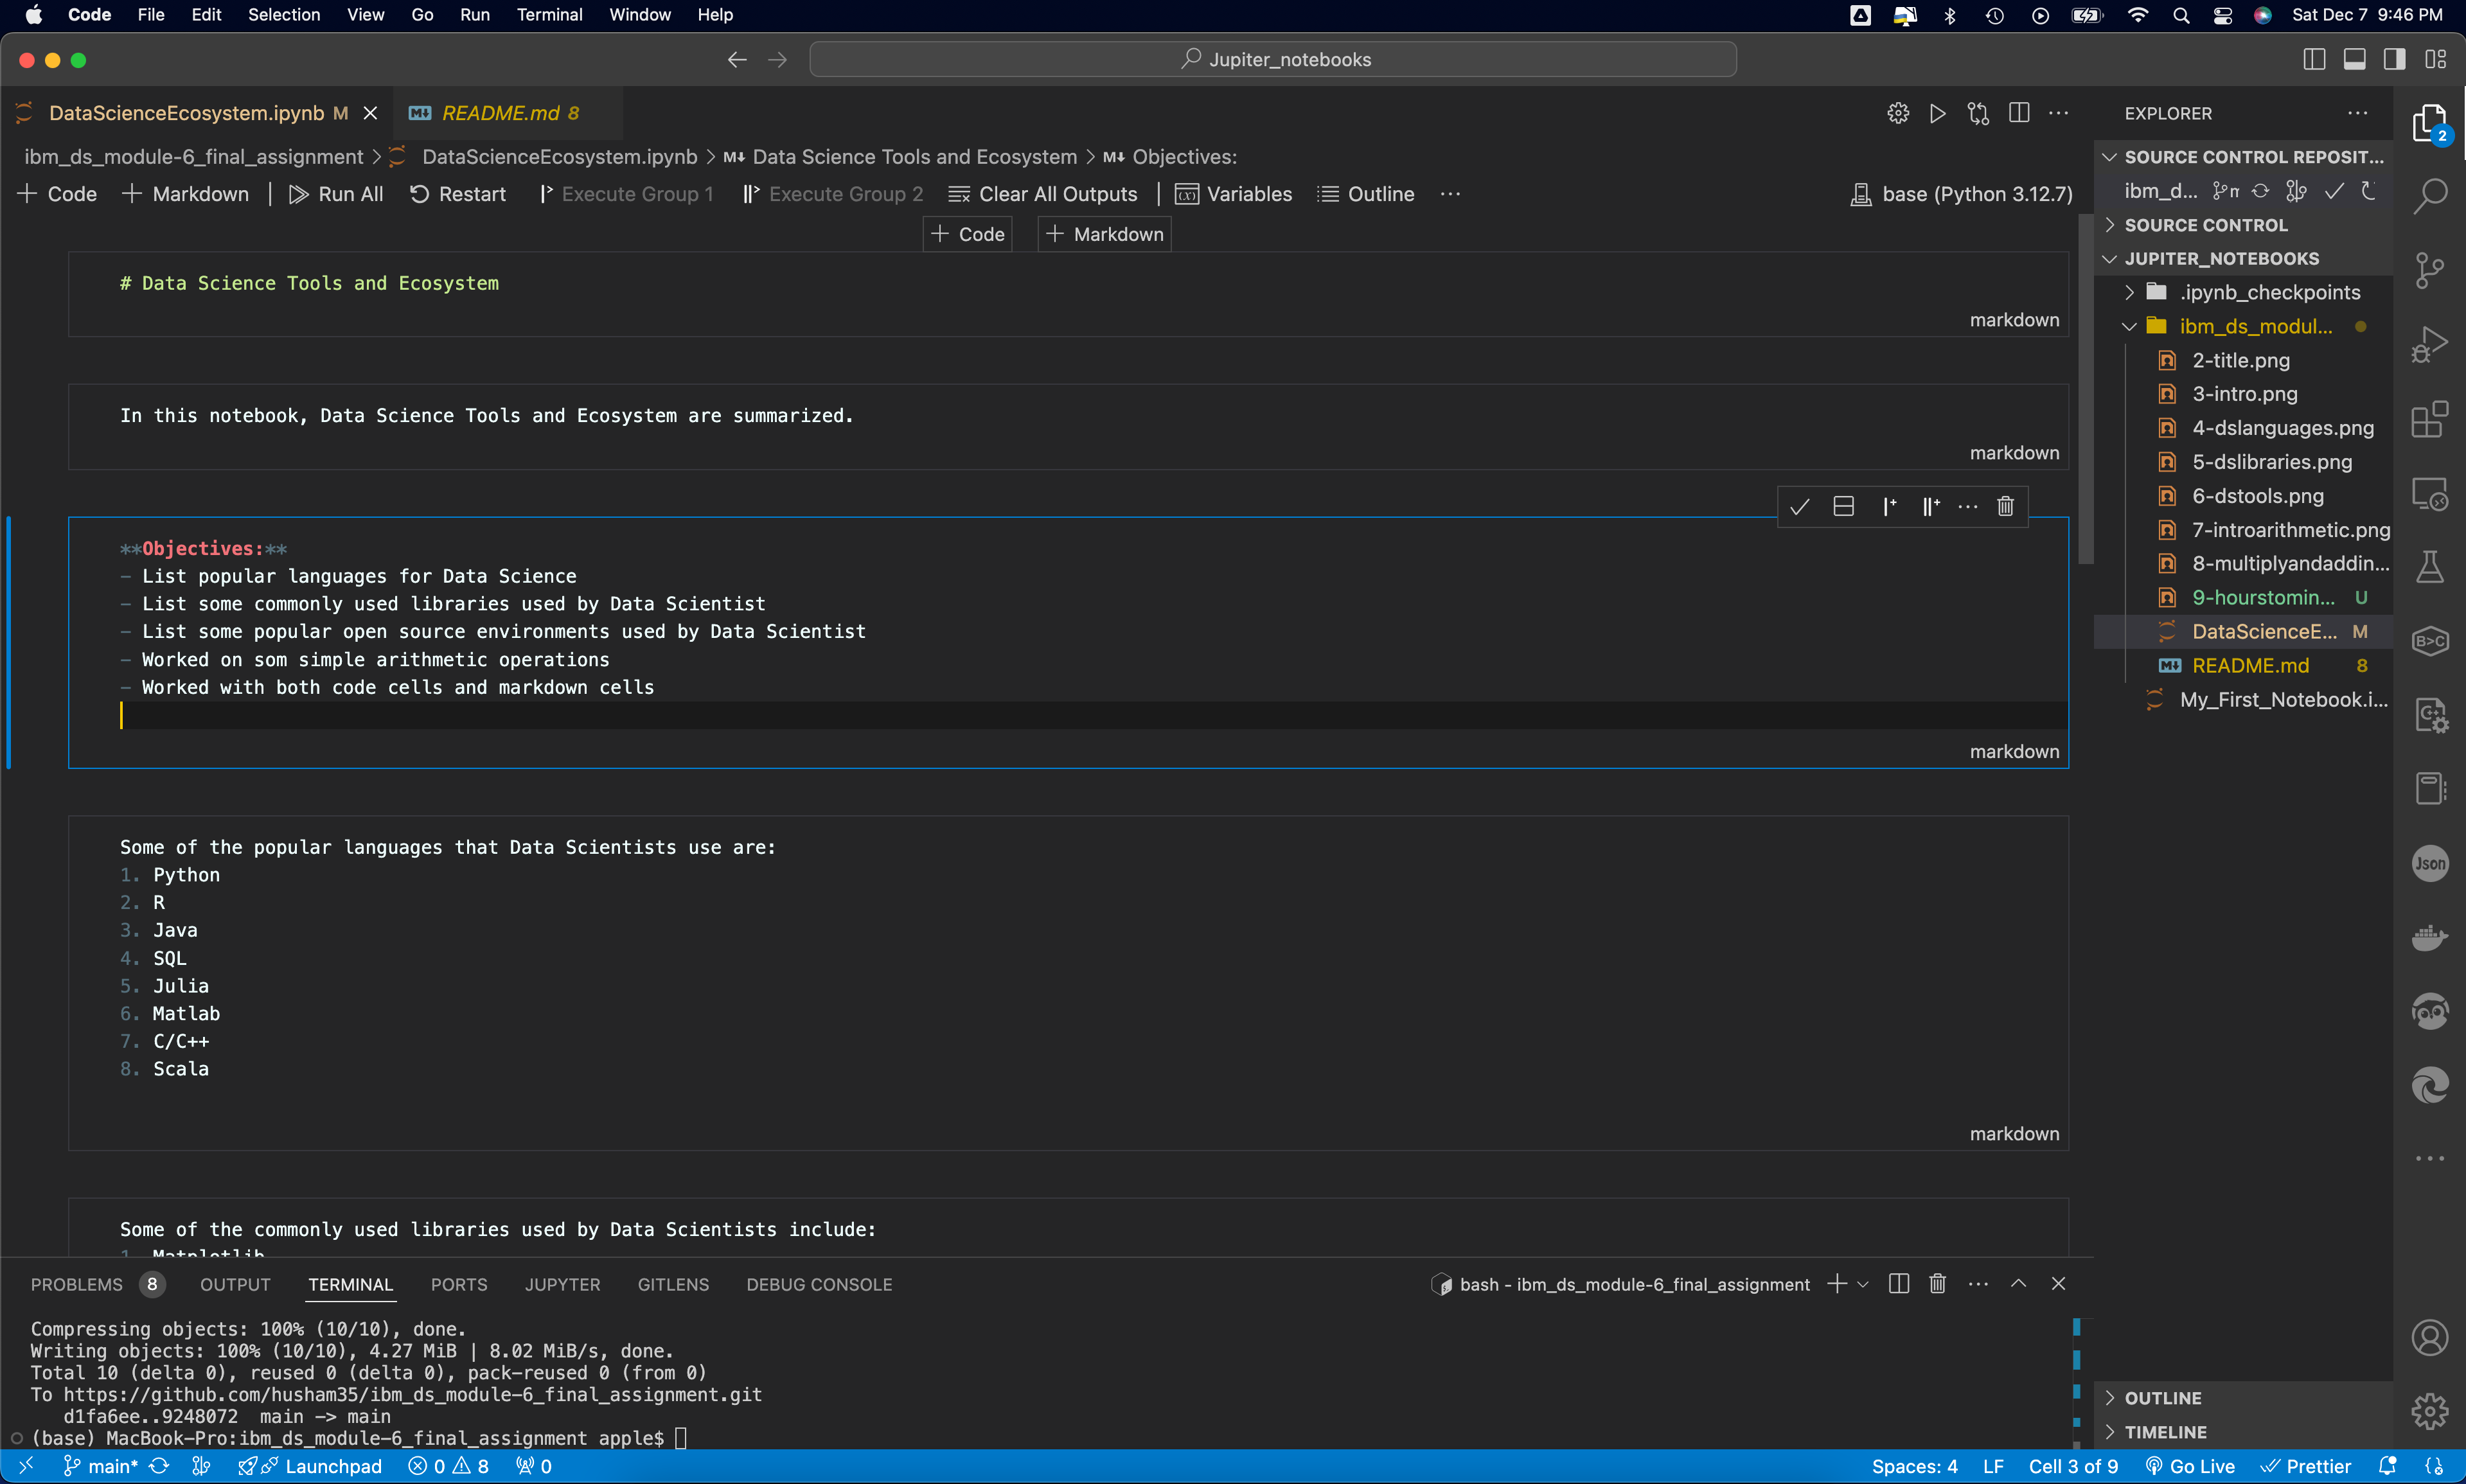 Code File Edit Selection View Go Run Terminal Window Help Sat Dec 7 9:46 PM
Jupiter_notebooks
DataScienceEcosystem.ipynb M README.md 8
ibm_ds_module-6_final_assignment > DataScienceEcosystem.ipynb > M↓ Data Science Tools and Ecosystem > M↓ Objectives:
+ Code + Markdown | Run All Restart Execute Group 1 Execute Group 2 Clear All Outputs | Variables Outline ... base (Python 3.12.7)
+ Code + Markdown
# Data Science Tools and Ecosystem
markdown
In this notebook, Data Science Tools and Ecosystem are summarized.
markdown
**Objectives:**
- List popular languages for Data Science
- List some commonly used libraries used by Data Scientist
- List some popular open source environments used by Data Scientist
- Worked on som simple arithmetic operations
- Worked with both code cells and markdown cells
markdown
Some of the popular languages that Data Scientists use are:
1. Python
2. R
3. Java
4. SQL
5. Julia
6. Matlab
7. C/C++
8. Scala
markdown
Some of the commonly used libraries used by Data Scientists include:
1. Matplotlib
PROBLEMS 8 OUTPUT TERMINAL PORTS JUPYTER GITLENS DEBUG CONSOLE bash - ibm_ds_module-6_final_assignment
Compressing objects: 100% (10/10), done.
Writing objects: 100% (10/10), 4.27 MiB | 8.02 MiB/s, done.
Total 10 (delta 0), reused 0 (delta 0), pack-reused 0 (from 0)
To https://github.com/husham35/ibm_ds_module-6_final_assignment.git
d1fa6ee..9248072 main -> main
(base) MacBook-Pro:ibm_ds_module-6_final_assignment apple$
EXPLORER
SOURCE CONTROL REPOSIT...
ibm_d...
SOURCE CONTROL
JUPITER_NOTEBOOKS
.ipynb_checkpoints
ibm_ds_modul...
2-title.png
3-intro.png
4-dslanguages.png
5-dslibraries.png
6-dstools.png
7-introarithmetic.png
8-multiplyandaddin...
9-hourstomin... U
DataScienceE... M
README.md 8
My_First_Notebook.i...
OUTLINE
TIMELINE
2
B>C
Json
main* Launchpad 0 8 0 Spaces: 4 LF Cell 3 of 9 Go Live Prettier